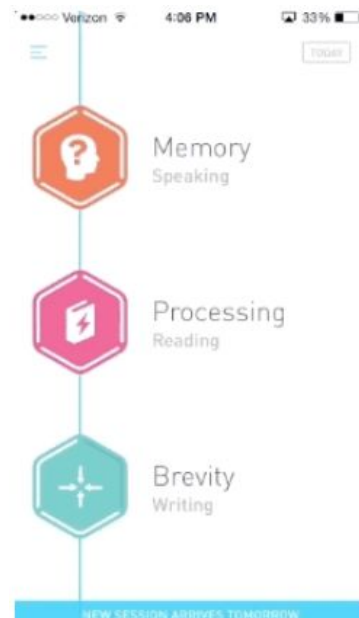 Verizon 4:06 PM 33%
TODAY
?
Memory
Speaking
Processing
Reading
Brevity
Writing
NEW SESSION ARRIVES TOMORROW